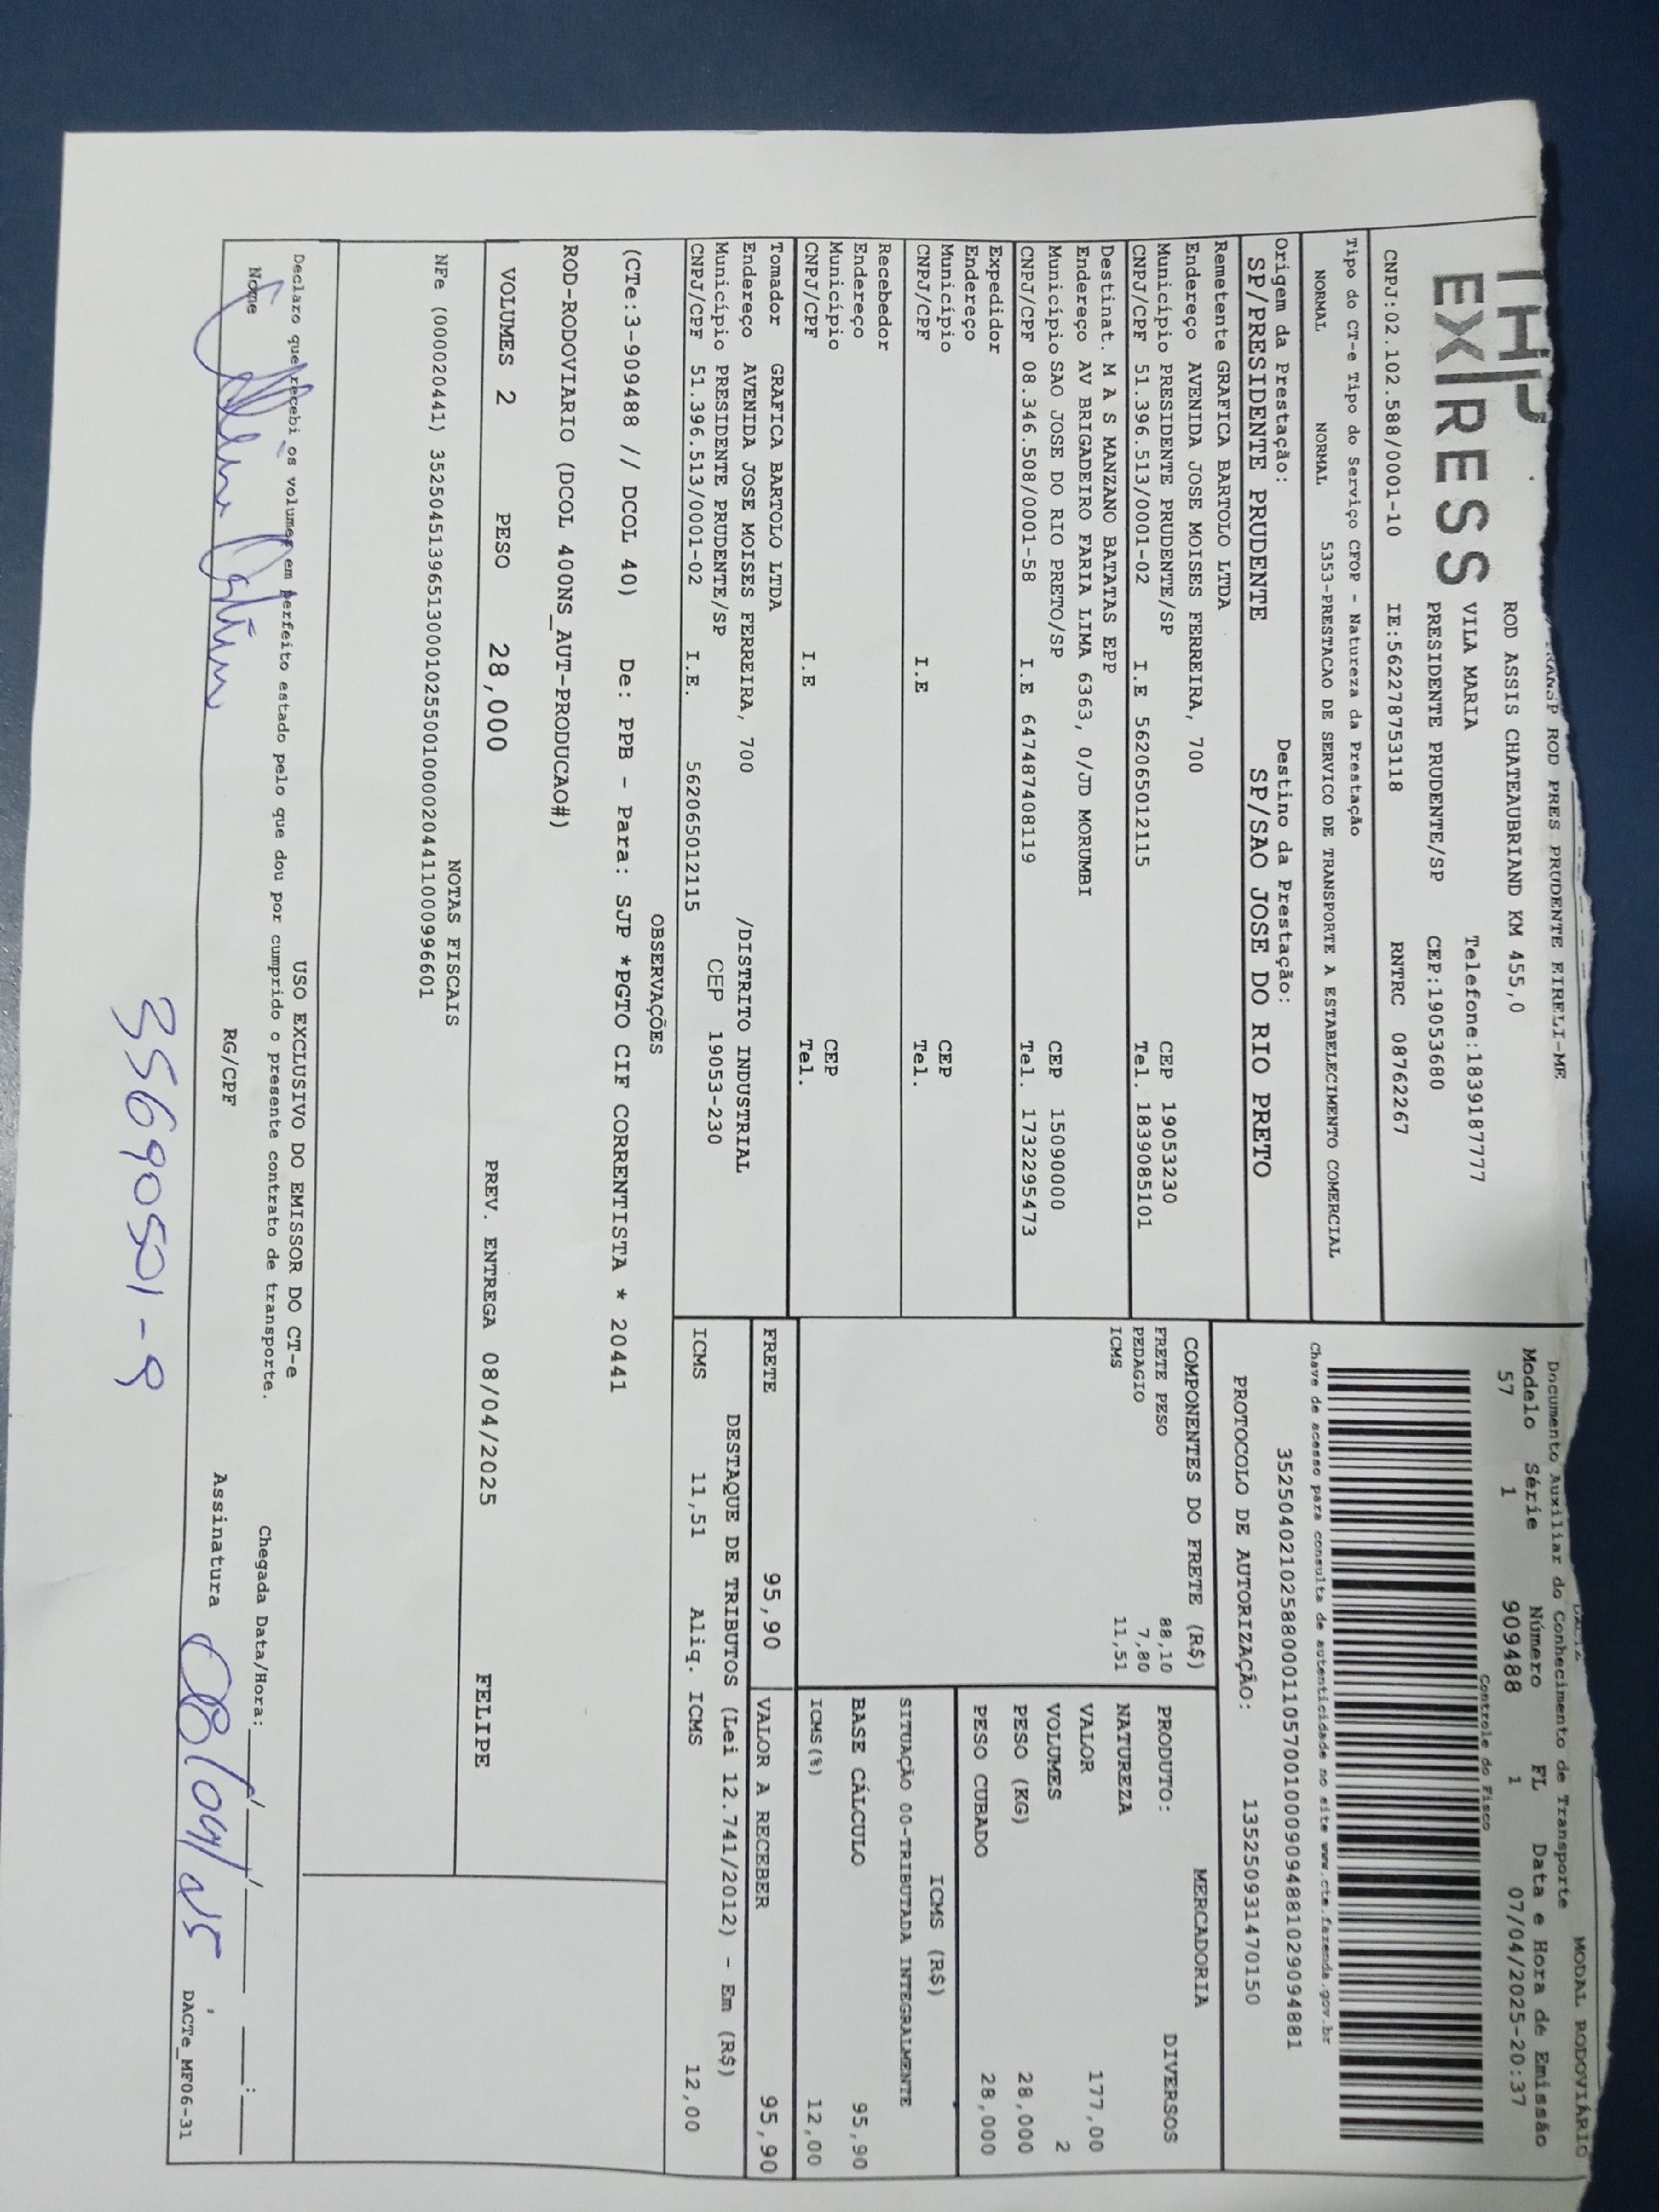 TRANSP ROD PRES PRUDENTE EIRELI-ME
EXPRESS
ROD ASSIS CHATEAUBRIAND KM 455,0
VILA MARIA Telefone:1839187777
PRESIDENTE PRUDENTE/SP CEP:19053680
CNPJ:02.102.588/0001-10 IE:562278753118 RNTRC 08762267
Tipo do CT-e Tipo do Serviço CFOP - Natureza da Prestação
NORMAL NORMAL 5353-PRESTACAO DE SERVICO DE TRANSPORTE A ESTABELECIMENTO COMERCIAL
Origem da Prestação: Destino da Prestação:
SP/PRESIDENTE PRUDENTE SP/SAO JOSE DO RIO PRETO
MODAL RODOVIÁRIO
Documento Auxiliar do Conhecimento de Transporte
Modelo Série Número FL Data e Hora de Emissão
57 1 909488 1 07/04/2025-20:37
Controle do Fisco
Chave de acesso para consulta de autenticidade no site www.cte.fazenda.gov.br
35250402102588000110570010009094881029094881
PROTOCOLO DE AUTORIZAÇÃO: 135250931470150
Remetente GRAFICA BARTOLO LTDA
Endereço AVENIDA JOSE MOISES FERREIRA, 700
Município PRESIDENTE PRUDENTE/SP CEP 19053230
CNPJ/CPF 51.396.513/0001-02 I.E 562065012115 Tel. 1839085101
Destinat. M A S MANZANO BATATAS EPP
Endereço AV BRIGADEIRO FARIA LIMA 6363, 0/JD MORUMBI
Município SAO JOSE DO RIO PRETO/SP CEP 15090000
CNPJ/CPF 08.346.508/0001-58 I.E 647487408119 Tel. 1732295473
Expedidor
Endereço
Município CEP
CNPJ/CPF I.E Tel.
Recebedor
Endereço
Município CEP
CNPJ/CPF I.E Tel.
Tomador GRAFICA BARTOLO LTDA
Endereço AVENIDA JOSE MOISES FERREIRA, 700 /DISTRITO INDUSTRIAL
Município PRESIDENTE PRUDENTE/SP CEP 19053-230
CNPJ/CPF 51.396.513/0001-02 I.E. 562065012115
COMPONENTES DO FRETE (R$)
FRETE PESO 88,10
PEDAGIO 7,80
ICMS 11,51
MERCADORIA
PRODUTO: DIVERSOS
NATUREZA
VALOR 177,00
VOLUMES 2
PESO (KG) 28,000
PESO CUBADO 28,000
ICMS (R$)
SITUAÇÃO 00-TRIBUTADA INTEGRALMENTE
BASE CÁLCULO 95,90
ICMS(%) 12,00
FRETE 95,90 VALOR A RECEBER 95,90
DESTAQUE DE TRIBUTOS (Lei 12.741/2012) - Em (R$)
ICMS 11,51 Aliq. ICMS 12,00
OBSERVAÇÕES
(CTe:3-909488 // DCOL 40) De: PPB - Para: SJP *PGTO CIF CORRENTISTA * 20441
ROD-RODOVIARIO (DCOL 400NS_AUT-PRODUCAO#)
VOLUMES 2 PESO 28,000 PREV. ENTREGA 08/04/2025 FELIPE
NOTAS FISCAIS
NFe (000020441) 35250451396513000102550010000204411000996601
USO EXCLUSIVO DO EMISSOR DO CT-e
Declaro que recebi os volumes em perfeito estado pelo que dou por cumprido o presente contrato de transporte.
Chegada Data/Hora:___/___/___ __:__
Nome RG/CPF Assinatura 08/04/25
DACTe_MF06-31
35690501-9